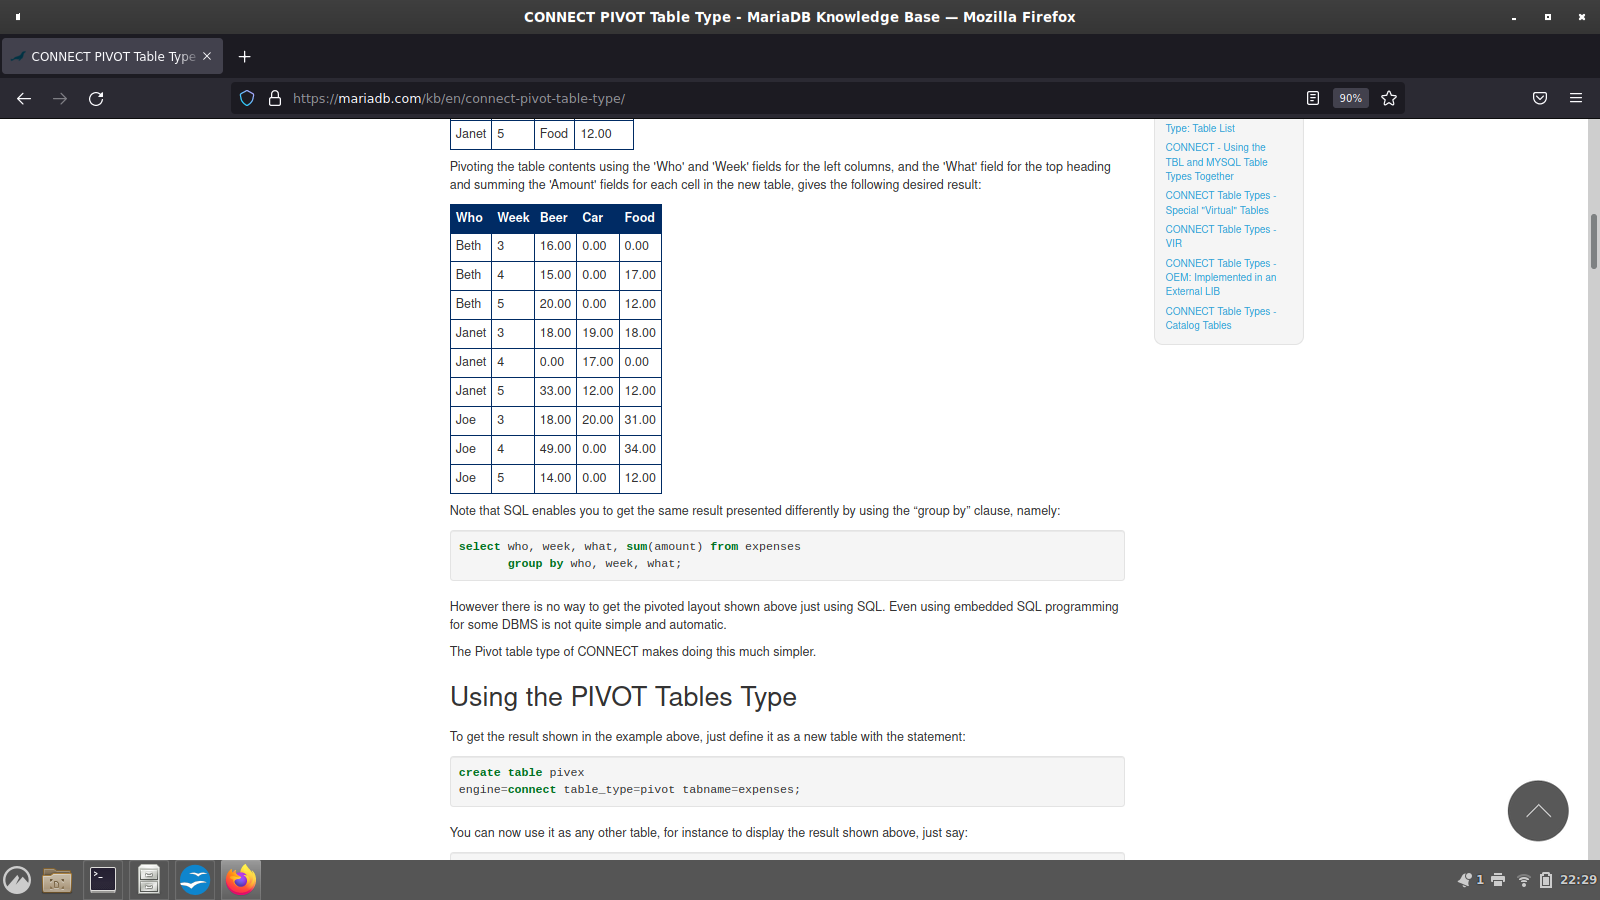 CONNECT PIVOT Table Type - MariaDB Knowledge Base — Mozilla Firefox
CONNECT PIVOT Table Type
https://mariadb.com/kb/en/connect-pivot-table-type/
90%
Janet 5 Food 12.00
Pivoting the table contents using the 'Who' and 'Week' fields for the left columns, and the 'What' field for the top heading
and summing the 'Amount' fields for each cell in the new table, gives the following desired result:
Who Week Beer Car Food
Beth 3 16.00 0.00 0.00
Beth 4 15.00 0.00 17.00
Beth 5 20.00 0.00 12.00
Janet 3 18.00 19.00 18.00
Janet 4 0.00 17.00 0.00
Janet 5 33.00 12.00 12.00
Joe 3 18.00 20.00 31.00
Joe 4 49.00 0.00 34.00
Joe 5 14.00 0.00 12.00
Note that SQL enables you to get the same result presented differently by using the “group by” clause, namely:
select who, week, what, sum(amount) from expenses
group by who, week, what;
However there is no way to get the pivoted layout shown above just using SQL. Even using embedded SQL programming
for some DBMS is not quite simple and automatic.
The Pivot table type of CONNECT makes doing this much simpler.
Using the PIVOT Tables Type
To get the result shown in the example above, just define it as a new table with the statement:
create table pivex
engine=connect table_type=pivot tabname=expenses;
You can now use it as any other table, for instance to display the result shown above, just say:
Type: Table List
CONNECT - Using the
TBL and MYSQL Table
Types Together
CONNECT Table Types -
Special "Virtual" Tables
CONNECT Table Types -
VIR
CONNECT Table Types -
OEM: Implemented in an
External LIB
CONNECT Table Types -
Catalog Tables
1
22:29